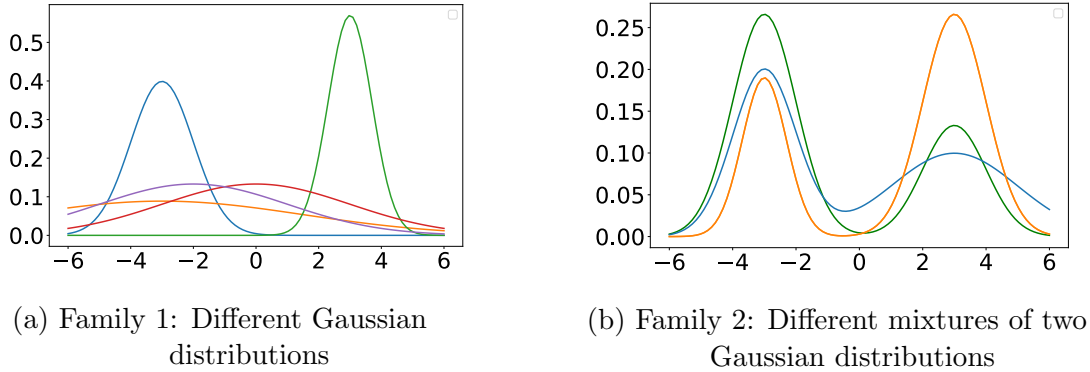 0.5
0.4
0.3
0.2
0.1
0.0
−6 −4 −2 0 2 4 6
(a) Family 1: Different Gaussian
distributions
0.25
0.20
0.15
0.10
0.05
0.00
−6 −4 −2 0 2 4 6
(b) Family 2: Different mixtures of two
Gaussian distributions